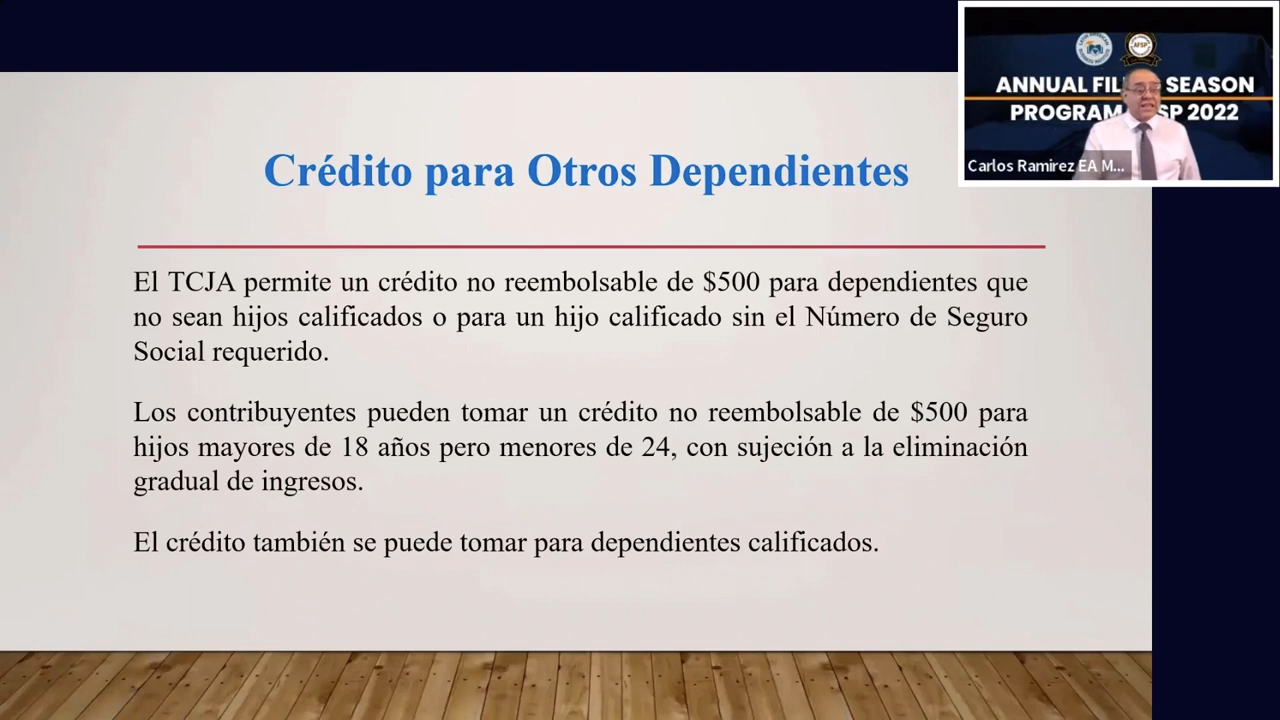 Crédito para Otros Dependientes
El TCJA permite un crédito no reembolsable de $500 para dependientes que
no sean hijos calificados o para un hijo calificado sin el Número de Seguro
Social requerido.
Los contribuyentes pueden tomar un crédito no reembolsable de $500 para
hijos mayores de 18 años pero menores de 24, con sujeción a la eliminación
gradual de ingresos.
El crédito también se puede tomar para dependientes calificados.
AFSP
ANNUAL FIL SEASON
PROGRAM SP 2022
Carlos Ramirez EA M...